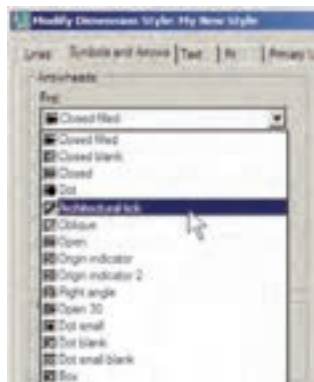 Modify Dimension Style: My New Style
Lines Symbols and Arrows Text Fit Primary U
Arrowheads
First:
Closed filled
Closed filled
Closed blank
Closed
Dot
Architectural tick
Oblique
Open
Origin indicator
Origin indicator 2
Right angle
Open 30
Dot small
Dot blank
Dot small blank
Box